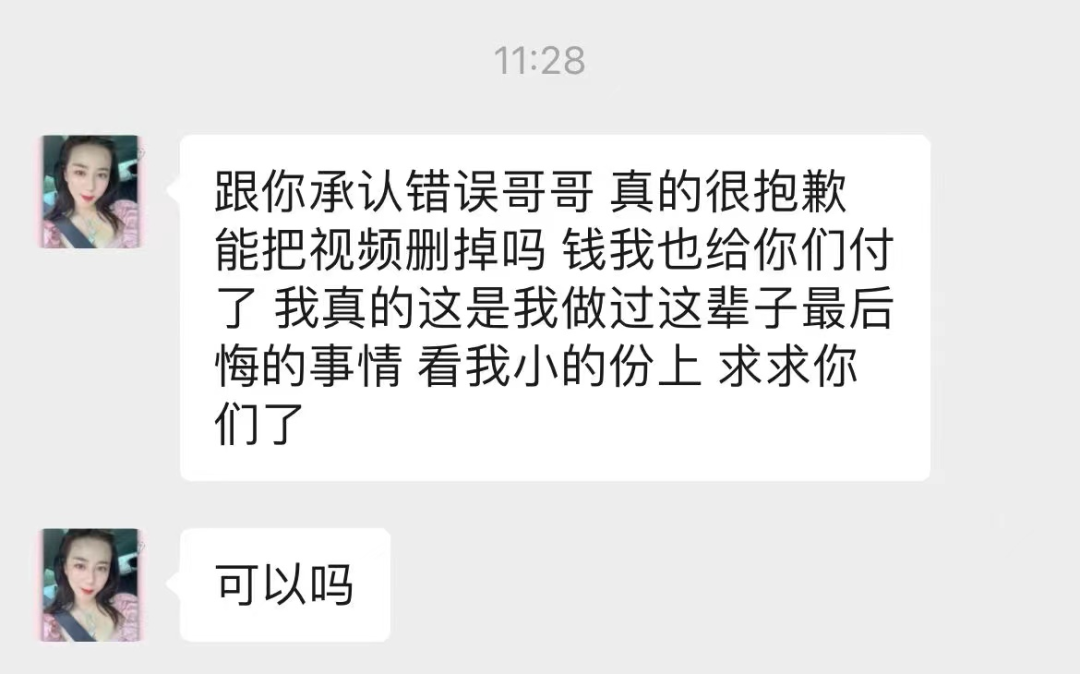 11:28
跟你承认错误哥哥 真的很抱歉
能把视频删掉吗 钱我也给你们付
了 我真的这是我做过这辈子最后
悔的事情 看我小的份上 求求你
们了
可以吗